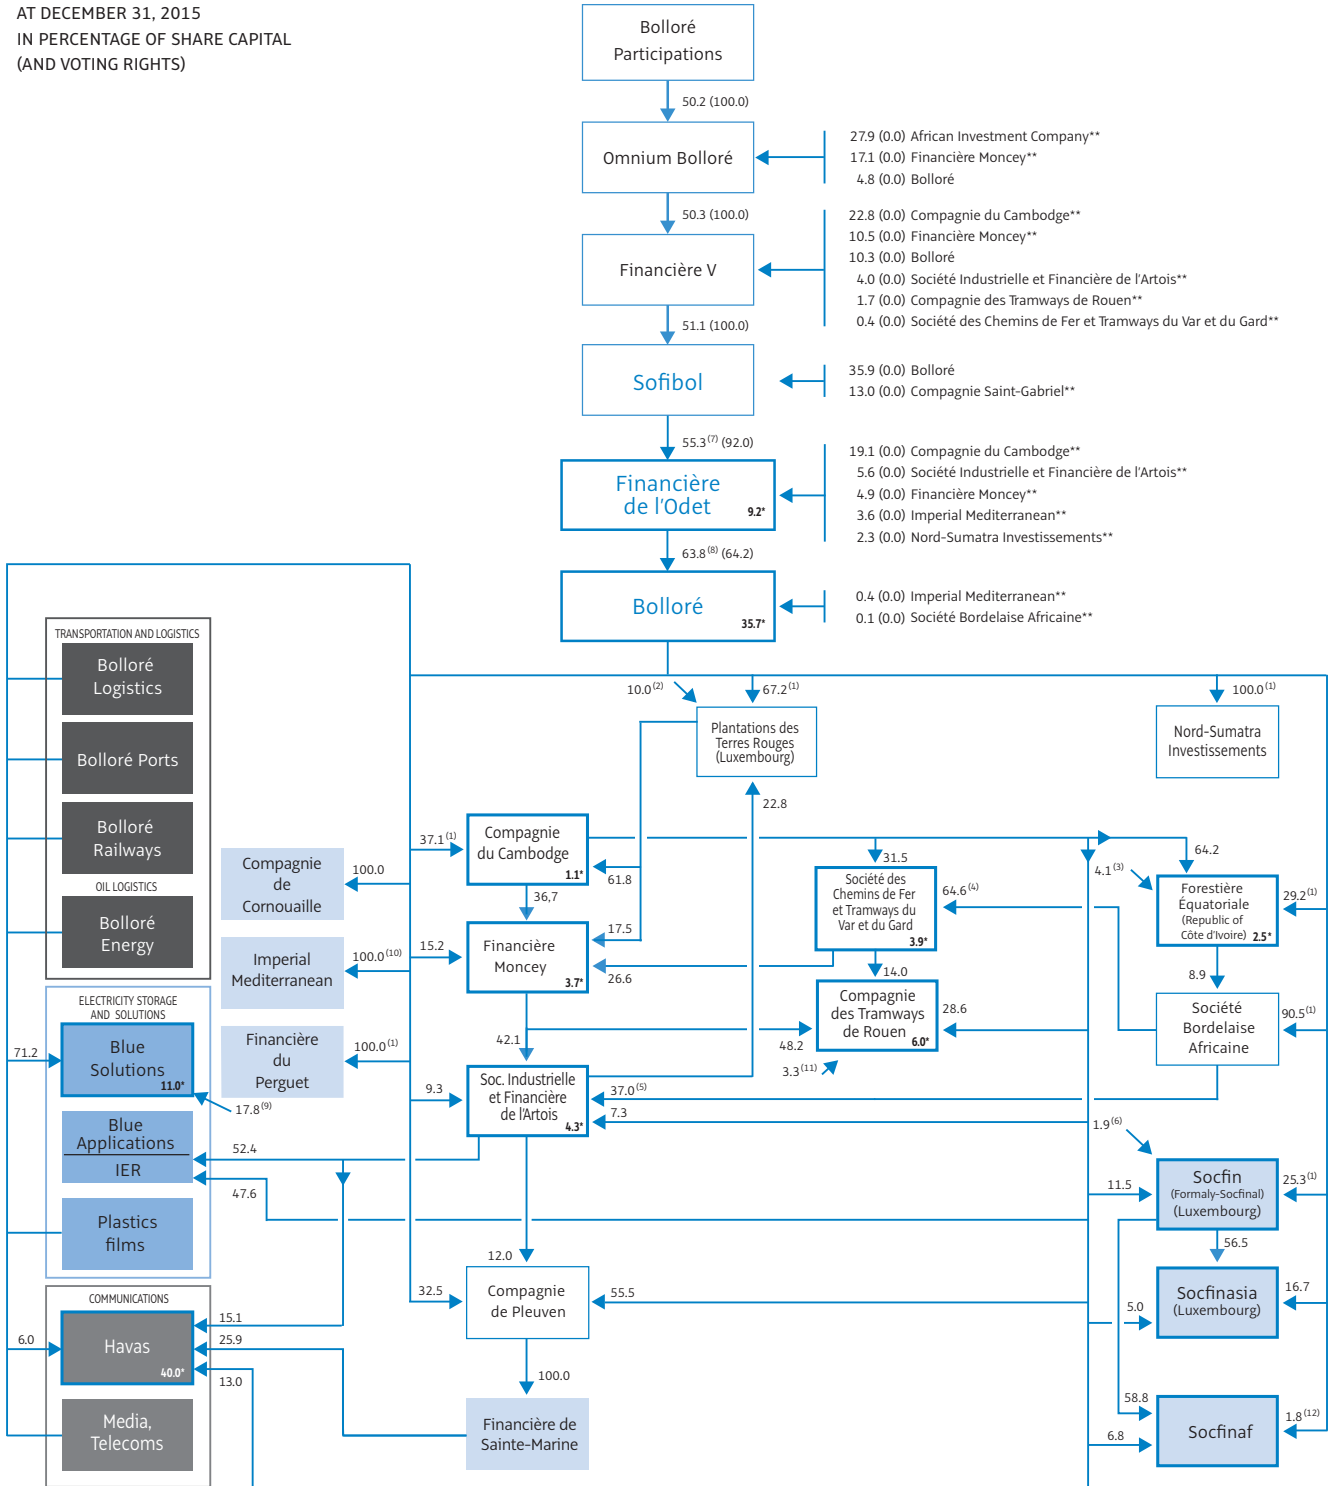 AT DECEMBER 31, 2015
IN PERCENTAGE OF SHARE CAPITAL
(AND VOTING RIGHTS)
Bolloré
Participations
50.2 (100.0)
Omnium Bolloré
27.9 (0.0) African Investment Company**
17.1 (0.0) Financière Moncey**
4.8 (0.0) Bolloré
50.3 (100.0)
Financière V
22.8 (0.0) Compagnie du Cambodge**
10.5 (0.0) Financière Moncey**
10.3 (0.0) Bolloré
4.0 (0.0) Société Industrielle et Financière de l'Artois**
1.7 (0.0) Compagnie des Tramways de Rouen**
0.4 (0.0) Société des Chemins de Fer et Tramways du Var et du Gard**
51.1 (100.0)
Sofibol
35.9 (0.0) Bolloré
13.0 (0.0) Compagnie Saint-Gabriel**
55.3(7) (92.0)
Financière
de l'Odet
9.2*
19.1 (0.0) Compagnie du Cambodge**
5.6 (0.0) Société Industrielle et Financière de l'Artois**
4.9 (0.0) Financière Moncey**
3.6 (0.0) Imperial Mediterranean**
2.3 (0.0) Nord-Sumatra Investissements**
63.8(8) (64.2)
Bolloré
35.7*
0.4 (0.0) Imperial Mediterranean**
0.1 (0.0) Société Bordelaise Africaine**
TRANSPORTATION AND LOGISTICS
Bolloré
Logistics
Bolloré Ports
Bolloré
Railways
OIL LOGISTICS
Bolloré
Energy
10.0(2)
67.2(1)
100.0(1)
Plantations des
Terres Rouges
(Luxembourg)
Nord-Sumatra
Investissements
22.8
37.1(1)
Compagnie
du Cambodge
1.1*
61.8
31.5
64.2
4.1(3)
Compagnie
de
Cornouaille
100.0
36,7
Société des
Chemins de Fer
et Tramways du
Var et du Gard
3.9*
64.6(4)
Forestière
Équatoriale
(Republic of
Côte d'Ivoire) 2.5*
29.2(1)
Imperial
Mediterranean
100.0(10)
15.2
Financière
Moncey
3.7*
17.5
26.6
14.0
8.9
Compagnie
des Tramways
de Rouen
6.0*
28.6
Société
Bordelaise
Africaine
90.5(1)
ELECTRICITY STORAGE
AND SOLUTIONS
Blue
Solutions
11.0*
71.2
17.8(9)
Financière
du
Perguet
100.0(1)
42.1
48.2
3.3(11)
9.3
Soc. Industrielle
et Financière
de l'Artois
4.3*
37.0(5)
7.3
1.9(6)
Blue
Applications
IER
52.4
47.6
Plastics
films
11.5
Socfin
(Formaly-Socfinal)
(Luxembourg)
25.3(1)
56.5
12.0
32.5
Compagnie
de Pleuven
55.5
5.0
Socfinasia
(Luxembourg)
16.7
COMMUNICATIONS
6.0
Havas
40.0*
15.1
25.9
13.0
100.0
Media,
Telecoms
Financière de
Sainte-Marine
58.8
6.8
Socfinaf
1.8(12)